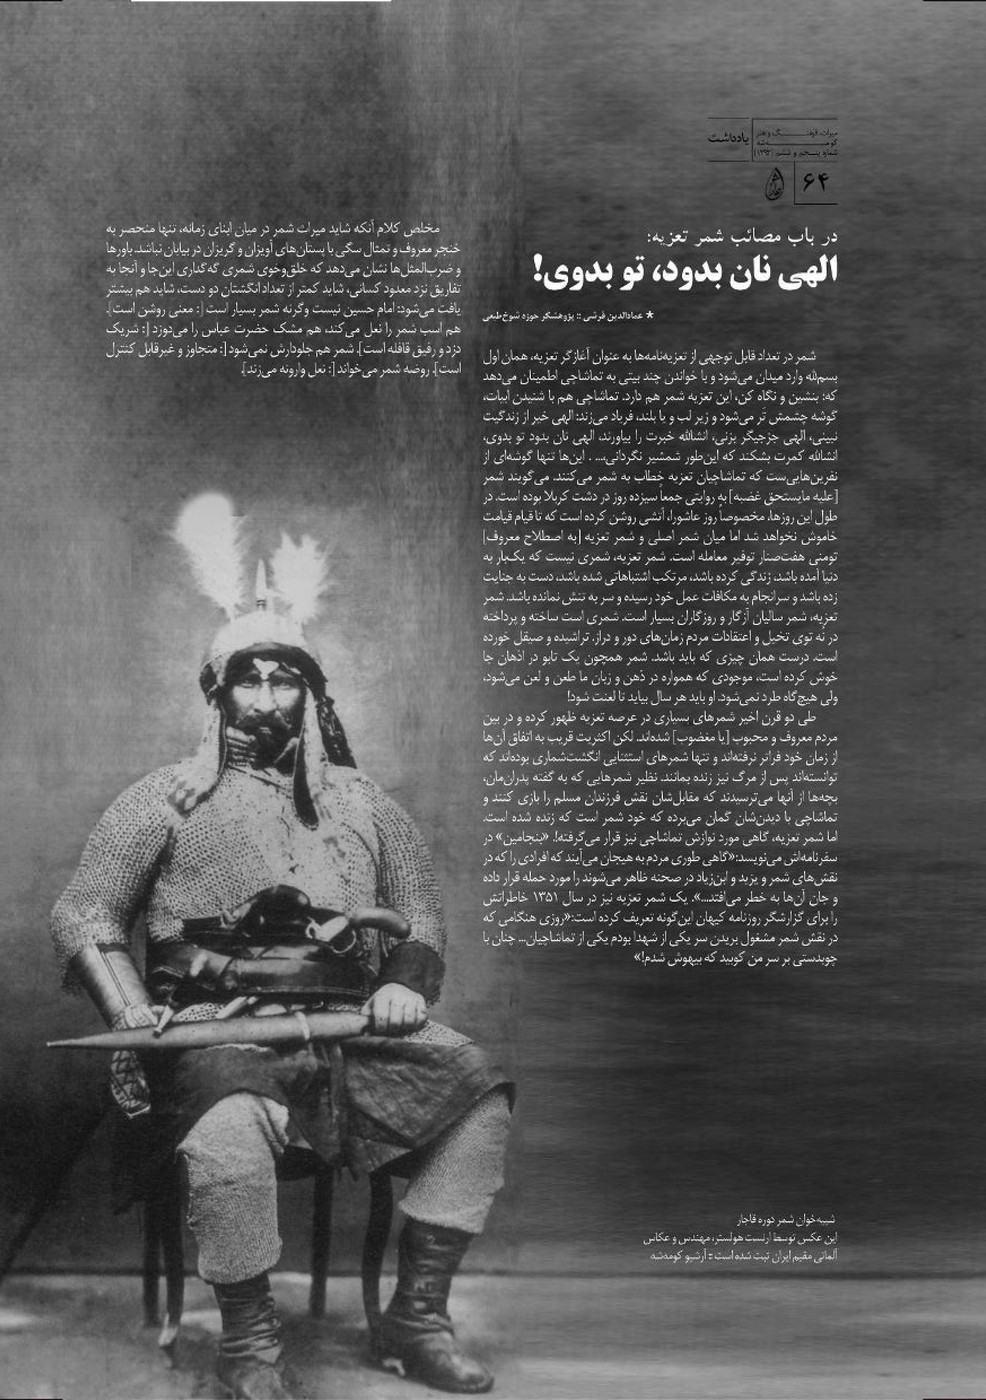 میراث، فرهنگ و هنر
کومه‌شه
شماره پنجم و ششم (۱۳۹۳)
یادداشت
۶۴
در باب مصائب شمر تعزیه:
الهی نان بدود، تو بدوی!
* عمادالدین قرشی :: پژوهشگر حوزه شوخ‌طبعی
شمر در تعداد قابل توجهی از تعزیه‌نامه‌ها به عنوان آغازگر تعزیه، همان اول
بسم‌لله وارد میدان می‌شود و با خواندن چند بیتی به تماشاچی اطمینان می‌دهد
که: بنشین و نگاه کن، این تعزیه شمر هم دارد. تماشاچی هم با شنیدن ابیات،
گوشه چشمش تَر می‌شود و زیر لب و یا بلند، فریاد می‌زند: الهی خیر از زندگیت
نبینی، الهی جزجیگر بزنی، انشالله خبرت را بیاورند، الهی نان بدود تو بدوی،
انشالله کمرت بشکند که این‌طور شمشیر نگردانی،... . این‌ها تنها گوشه‌ای از
نفرین‌هایی‌ست که تماشاچیان تعزیه خطاب به شمر می‌کنند. می‌گویند شمر
[علیه مایستحق غضبه] به روایتی جمعاً سیزده روز در دشت کربلا بوده است. در
طول این روزها، مخصوصاً روز عاشورا، آتشی روشن کرده است که تا قیام قیامت
خاموش نخواهد شد اما میان شمر اصلی و شمر تعزیه [به اصطلاح معروف]
تومنی هفت‌صنار توفیر معامله است. شمر تعزیه، شمری نیست که یک‌بار به
دنیا آمده باشد، زندگی کرده باشد، مرتکب اشتباهاتی شده باشد، دست به جنایت
زده باشد و سرانجام به مکافات عمل خود رسیده و سر به تنش نمانده باشد. شمر
تعزیه، شمر سالیان آزگار و روزگاران بسیار است. شمری است ساخته و پرداخته
در نُه توی تخیل و اعتقادات مردم زمان‌های دور و دراز. تراشیده و صیقل خورده
است. درست همان چیزی که باید باشد. شمر همچون یک تابو در اذهان جا
خوش کرده است، موجودی که همواره در ذهن و زبان ما طعن و لعن می‌شود،
ولی هیچ‌گاه طرد نمی‌شود. او باید هر سال بیاید تا لعنت شود!
طی دو قرن اخیر شمرهای بسیاری در عرصه تعزیه ظهور کرده و در بین
مردم معروف و محبوب [یا مغضوب] شده‌اند. لکن اکثریت قریب به اتفاق آن‌ها
از زمان خود فراتر نرفته‌اند و تنها شمرهای استثنایی انگشت‌شماری بوده‌اند که
توانسته‌اند پس از مرگ نیز زنده بمانند. نظیر شمرهایی که به گفته پدران‌مان،
بچه‌ها از آنها می‌ترسیدند که مقابل‌شان نقش فرزندان مسلم را بازی کنند و
تماشاچی با دیدن‌شان گمان می‌برده که خود شمر است که زنده شده است.
اما شمر تعزیه، گاهی مورد نوازش تماشاچی نیز قرار می‌گرفته!. «بنجامین» در
سفرنامه‌اش می‌نویسد:«گاهی طوری مردم به هیجان می‌آیند که افرادی را که در
نقش‌های شمر و یزید و ابن‌زیاد در صحنه ظاهر می‌شوند را مورد حمله قرار داده
و جان آن‌ها به خطر می‌افتد...». یک شمر تعزیه نیز در سال ۱۳۵۱ خاطراتش
را برای گزارشگر روزنامه کیهان این‌گونه تعریف کرده است:«روزی هنگامی که
در نقش شمر مشغول بریدن سر یکی از شهدا بودم یکی از تماشاچیان... چنان با
چوبدستی بر سر من کوبید که بیهوش شدم!»
مخلص کلام آنکه شاید میراث شمر در میان ابنای زمانه، تنها منحصر به
خنجر معروف و تمثال سگی با پستان‌های آویزان و گریزان در بیابان نباشد. باورها
و ضرب‌المثل‌ها نشان می‌دهد که خلق‌وخوی شمری گه‌گداری این‌جا و آنجا به
تفاریق نزد معدود کسانی، شاید کمتر از تعداد انگشتان دو دست، شاید هم بیشتر
یافت می‌شود: امام حسین نیست وگرنه شمر بسیار است [: معنی روشن است].
هم اسب شمر را نعل می‌کند، هم مشک حضرت عباس را می‌دوزد [: شریک
دزد و رفیق قافله است]. شمر هم جلودارش نمی‌شود [: متجاوز و غیرقابل کنترل
است]. روضه شمر می‌خواند [: نعل وارونه می‌زند].
شبیه‌خوان شمر دوره قاجار
این عکس توسط ارنست هولستر، مهندس و عکاس
آلمانی مقیم ایران ثبت شده است :: آرشیو کومه‌شه